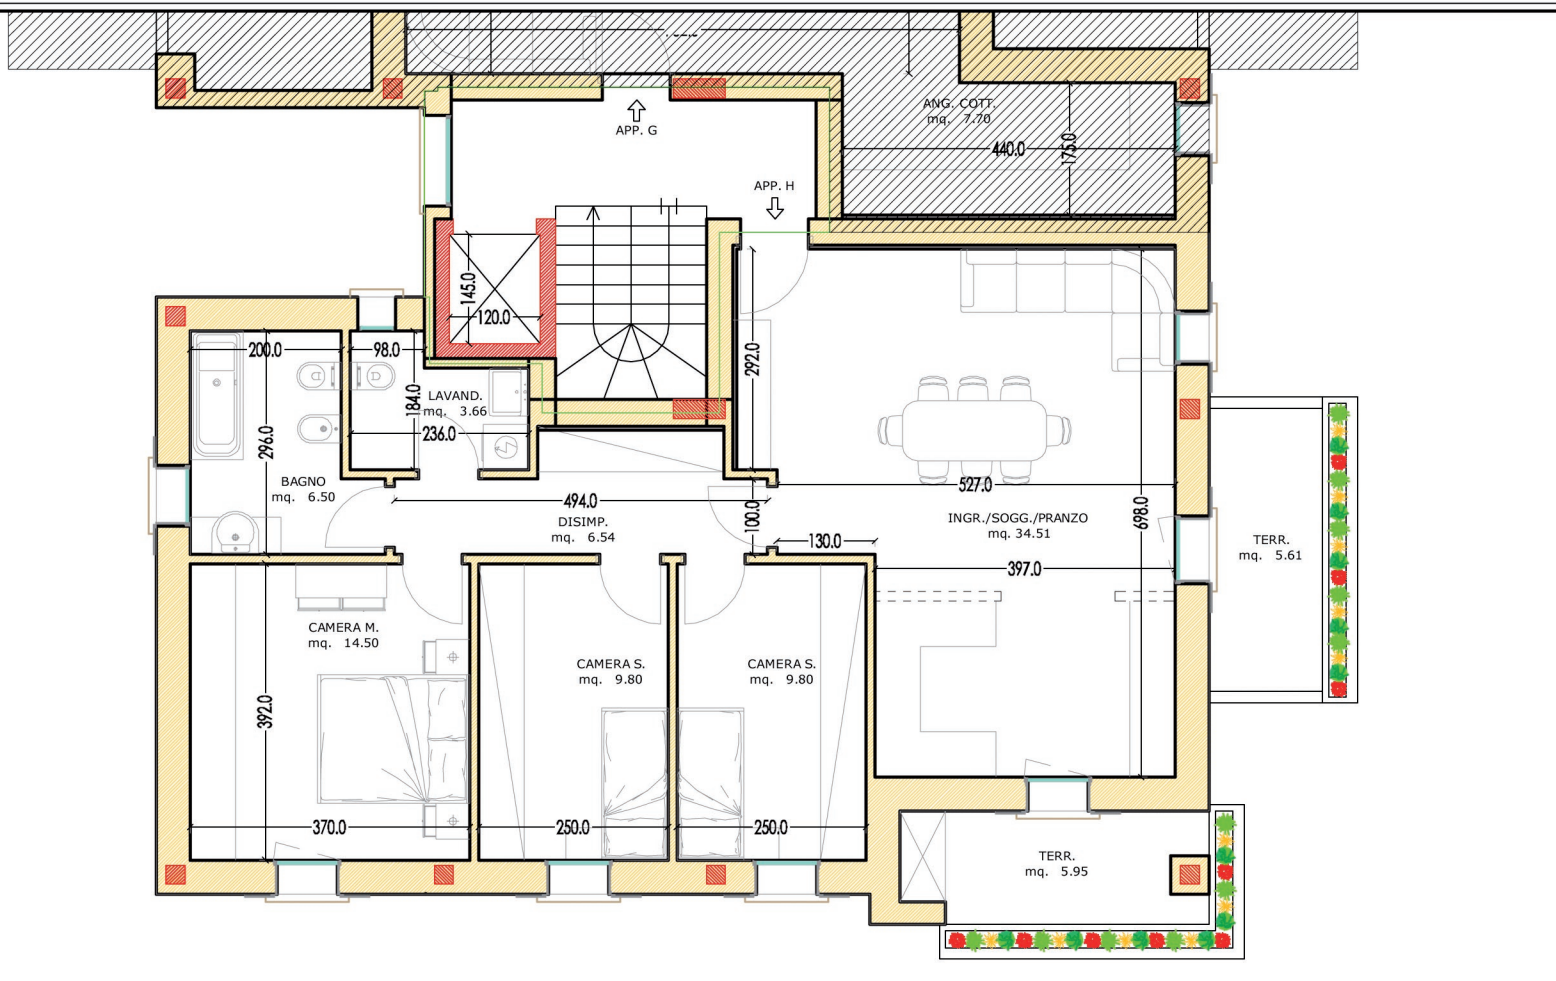 ANG. COTT.
mq. 7.70
440.0
175.0
APP. G
APP. H
145.0
120.0
200.0
98.0
184.0
LAVAND.
mq. 3.66
236.0
296.0
BAGNO
mq. 6.50
292.0
494.0
DISIMP.
mq. 6.54
100.0
130.0
527.0
INGR./SOGG./PRANZO
mq. 34.51
698.0
397.0
TERR.
mq. 5.61
CAMERA M.
mq. 14.50
392.0
370.0
CAMERA S.
mq. 9.80
250.0
CAMERA S.
mq. 9.80
250.0
TERR.
mq. 5.95